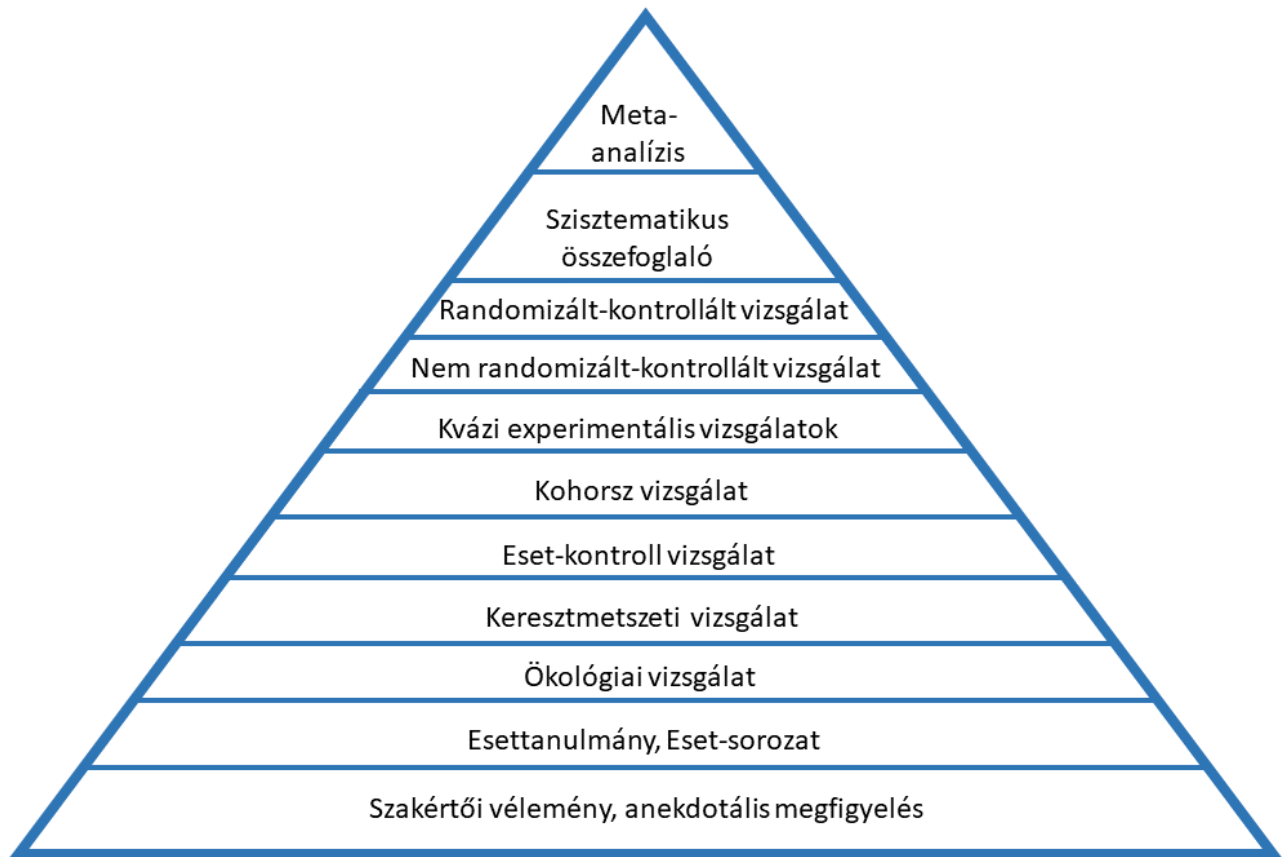 Meta-
analízis
Szisztematikus
összefoglaló
Randomizált-kontrollált vizsgálat
Nem randomizált-kontrollált vizsgálat
Kvázi experimentális vizsgálatok
Kohorsz vizsgálat
Eset-kontroll vizsgálat
Keresztmetszeti vizsgálat
Ökológiai vizsgálat
Esettanulmány, Eset-sorozat
Szakértői vélemény, anekdotális megfigyelés